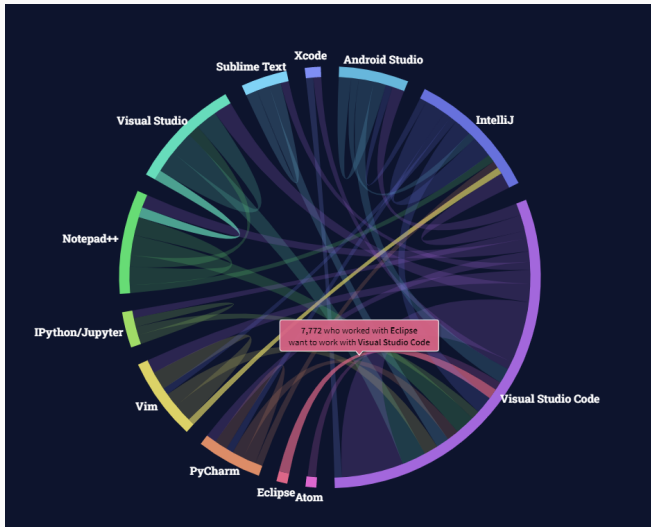 Xcode
Android Studio
Sublime Text
IntelliJ
Visual Studio
Notepad++
IPython/Jupyter
7,772 who worked with Eclipse
want to work with Visual Studio Code
Visual Studio Code
Vim
PyCharm
Eclipse
Atom